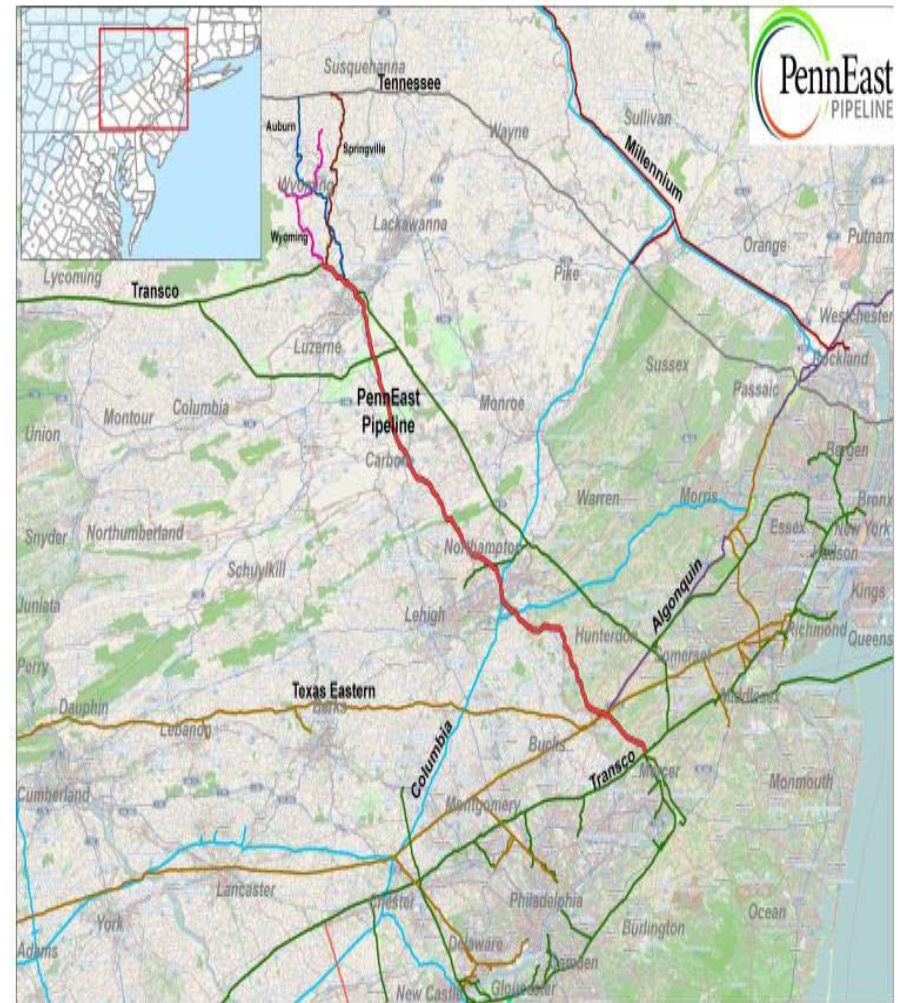 PennEast
PIPELINE
Susquehanna
Tennessee
Sullivan
Wayne
Auburn
Springville
Millennium
Wyoming
Lackawanna
Wyoming
Orange
Putnam
Pike
Lycoming
Transco
Westchester
Rockland
Luzerne
Sussex
Passaic
PennEast
Pipeline
Monroe
Columbia
Montour
Union
Carbon
Bergen
Warren
Morris
Bronx
Essex
New York
Snyder
Northumberland
Northampton
Hudson
Schuylkill
Algonquin
Kings
Juniata
Lehigh
Hunterdon
Richmond
Queens
Somerset
Perry
Texas Eastern
Middlesex
Dauphin
Berks
Lebanon
Columbia
Bucks
Transco
Mercer
Monmouth
Cumberland
Montgomery
Lancaster
Chester
Philadelphia
York
Ocean
Burlington
Adams
Delaware
Camden
New Castle
Gloucester